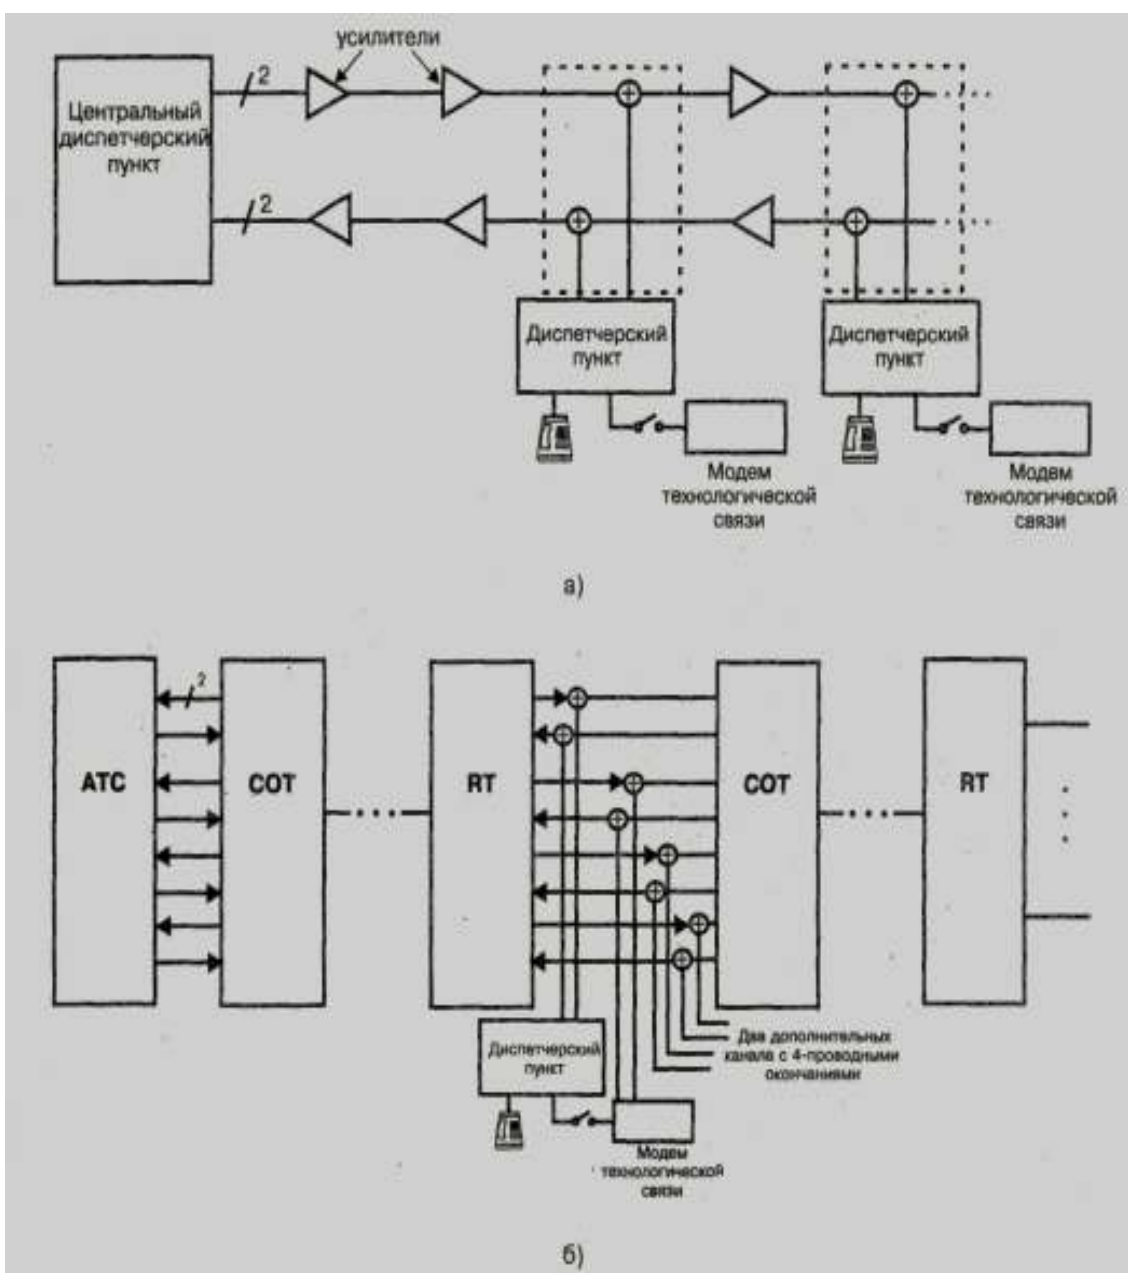 усилители
2
Центральный
диспетчерский
пункт
2
Диспетчерский
пункт
Диспетчерский
пункт
Модем
технологической
связи
Модем
технологической
связи
а)
2
АТС
СОТ
RT
СОТ
RT
Два дополнительных
канала с 4-проводными
окончаниями
Диспетчерский
пункт
Модем
технологической
связи
б)